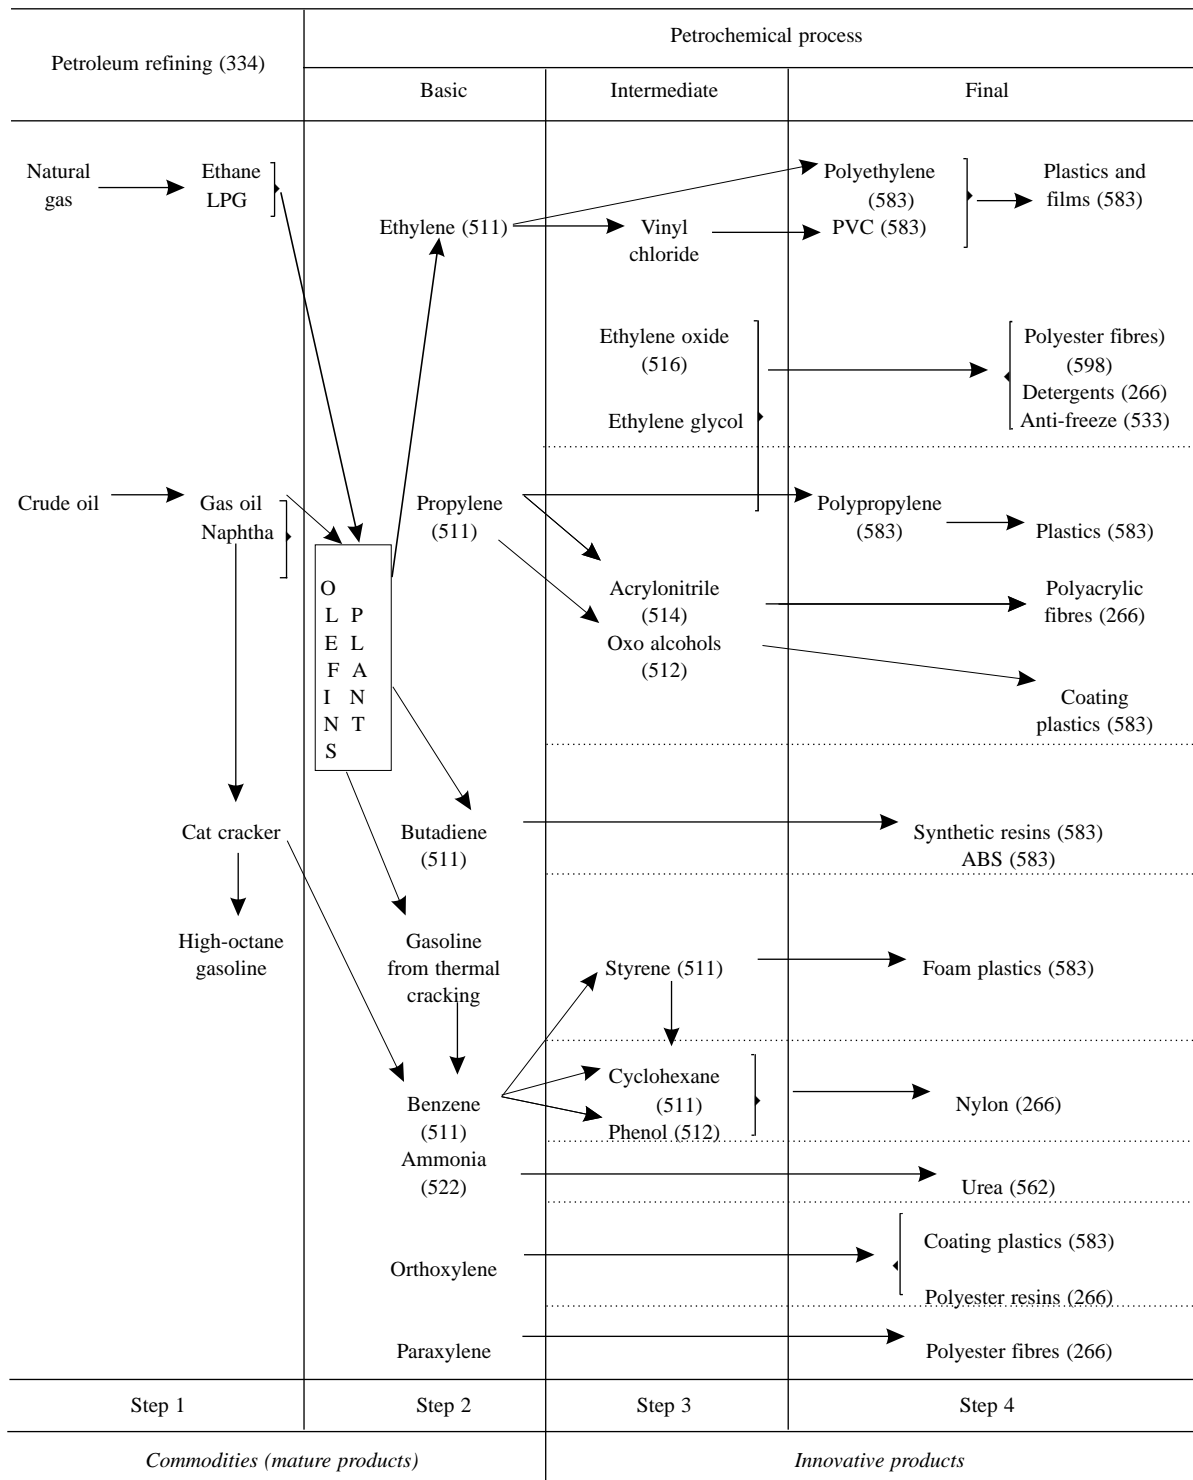 Petroleum refining (334)
Petrochemical process
Basic
Intermediate
Final
Natural
gas
Ethane
LPG
Ethylene (511)
Vinyl
chloride
Polyethylene
(583)
PVC (583)
Plastics and
films (583)
Ethylene oxide
(516)
Ethylene glycol
Polyester fibres)
(598)
Detergents (266)
Anti-freeze (533)
Crude oil
Gas oil
Naphtha
Propylene
(511)
Polypropylene
(583)
Plastics (583)
OLEFINS
PLANT
Acrylonitrile
(514)
Oxo alcohols
(512)
Polyacrylic
fibres (266)
Coating
plastics (583)
Cat cracker
Butadiene
(511)
Synthetic resins (583)
ABS (583)
High-octane
gasoline
Gasoline
from thermal
cracking
Styrene (511)
Foam plastics (583)
Benzene
(511)
Cyclohexane
(511)
Phenol (512)
Nylon (266)
Ammonia
(522)
Urea (562)
Orthoxylene
Coating plastics (583)
Polyester resins (266)
Paraxylene
Polyester fibres (266)
Step 1
Step 2
Step 3
Step 4
Commodities (mature products)
Innovative products